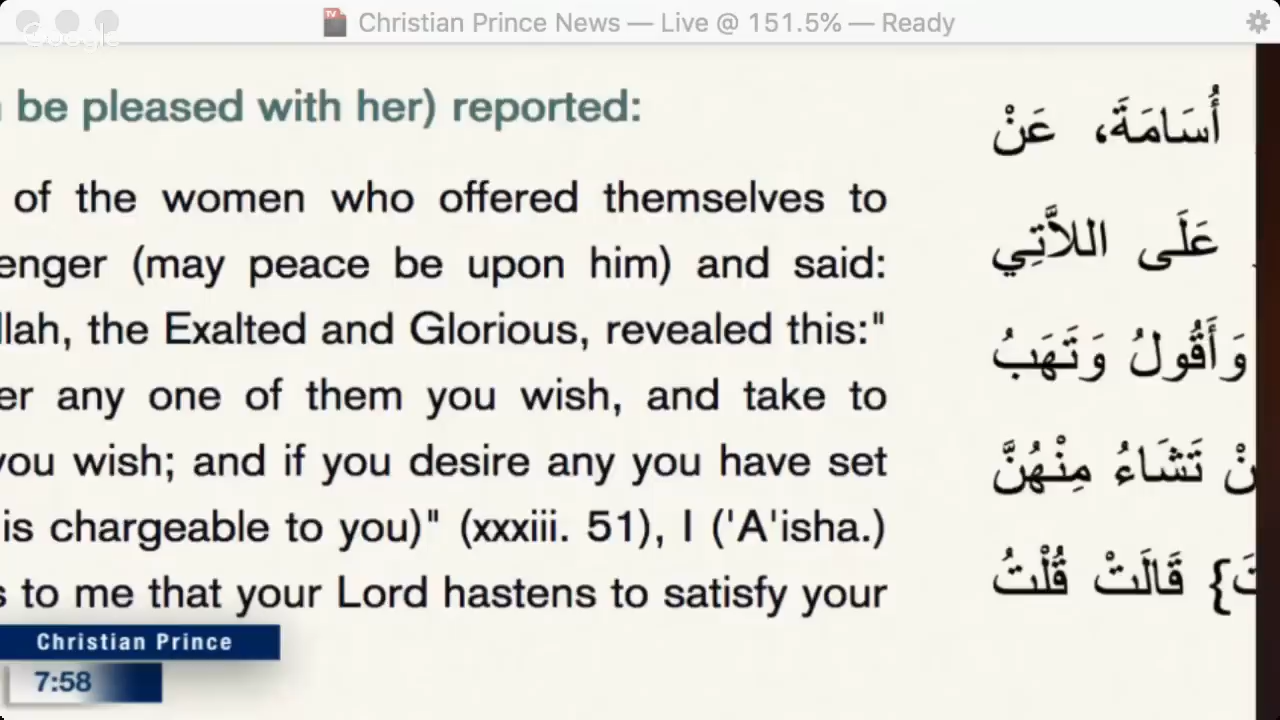 Christian Prince News — Live @ 151.5% — Ready
Google
be pleased with her) reported:
of the women who offered themselves to
enger (may peace be upon him) and said:
llah, the Exalted and Glorious, revealed this:"
er any one of them you wish, and take to
you wish; and if you desire any you have set
is chargeable to you)" (xxxiii. 51), I ('A'isha.)
s to me that your Lord hastens to satisfy your
أُسَامَةَ، عَنْ
عَلَى اللاَّتِي
وَأَقُولُ وَتَهَبُ
نْ تَشَاءُ مِنْهُنَّ
تَ} قَالَتْ قُلْتُ
Christian Prince
7:58